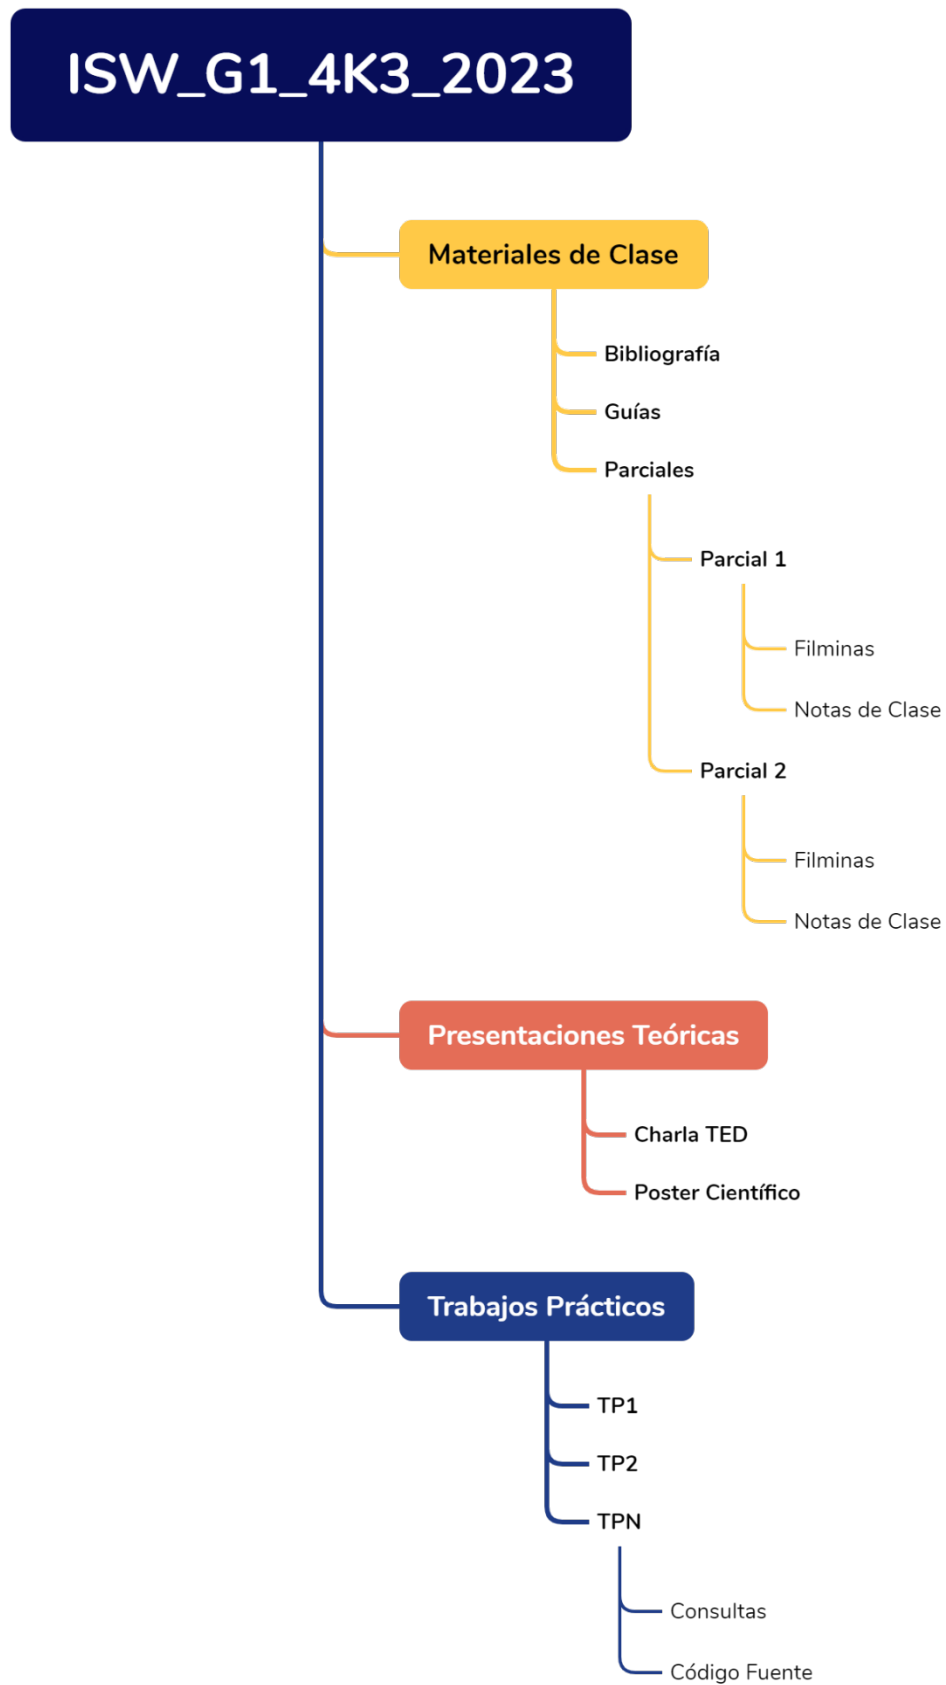 ISW_G1_4K3_2023
Materiales de Clase
Bibliografía
Guías
Parciales
Parcial 1
Filminas
Notas de Clase
Parcial 2
Filminas
Notas de Clase
Presentaciones Teóricas
Charla TED
Poster Científico
Trabajos Prácticos
TP1
TP2
TPN
Consultas
Código Fuente